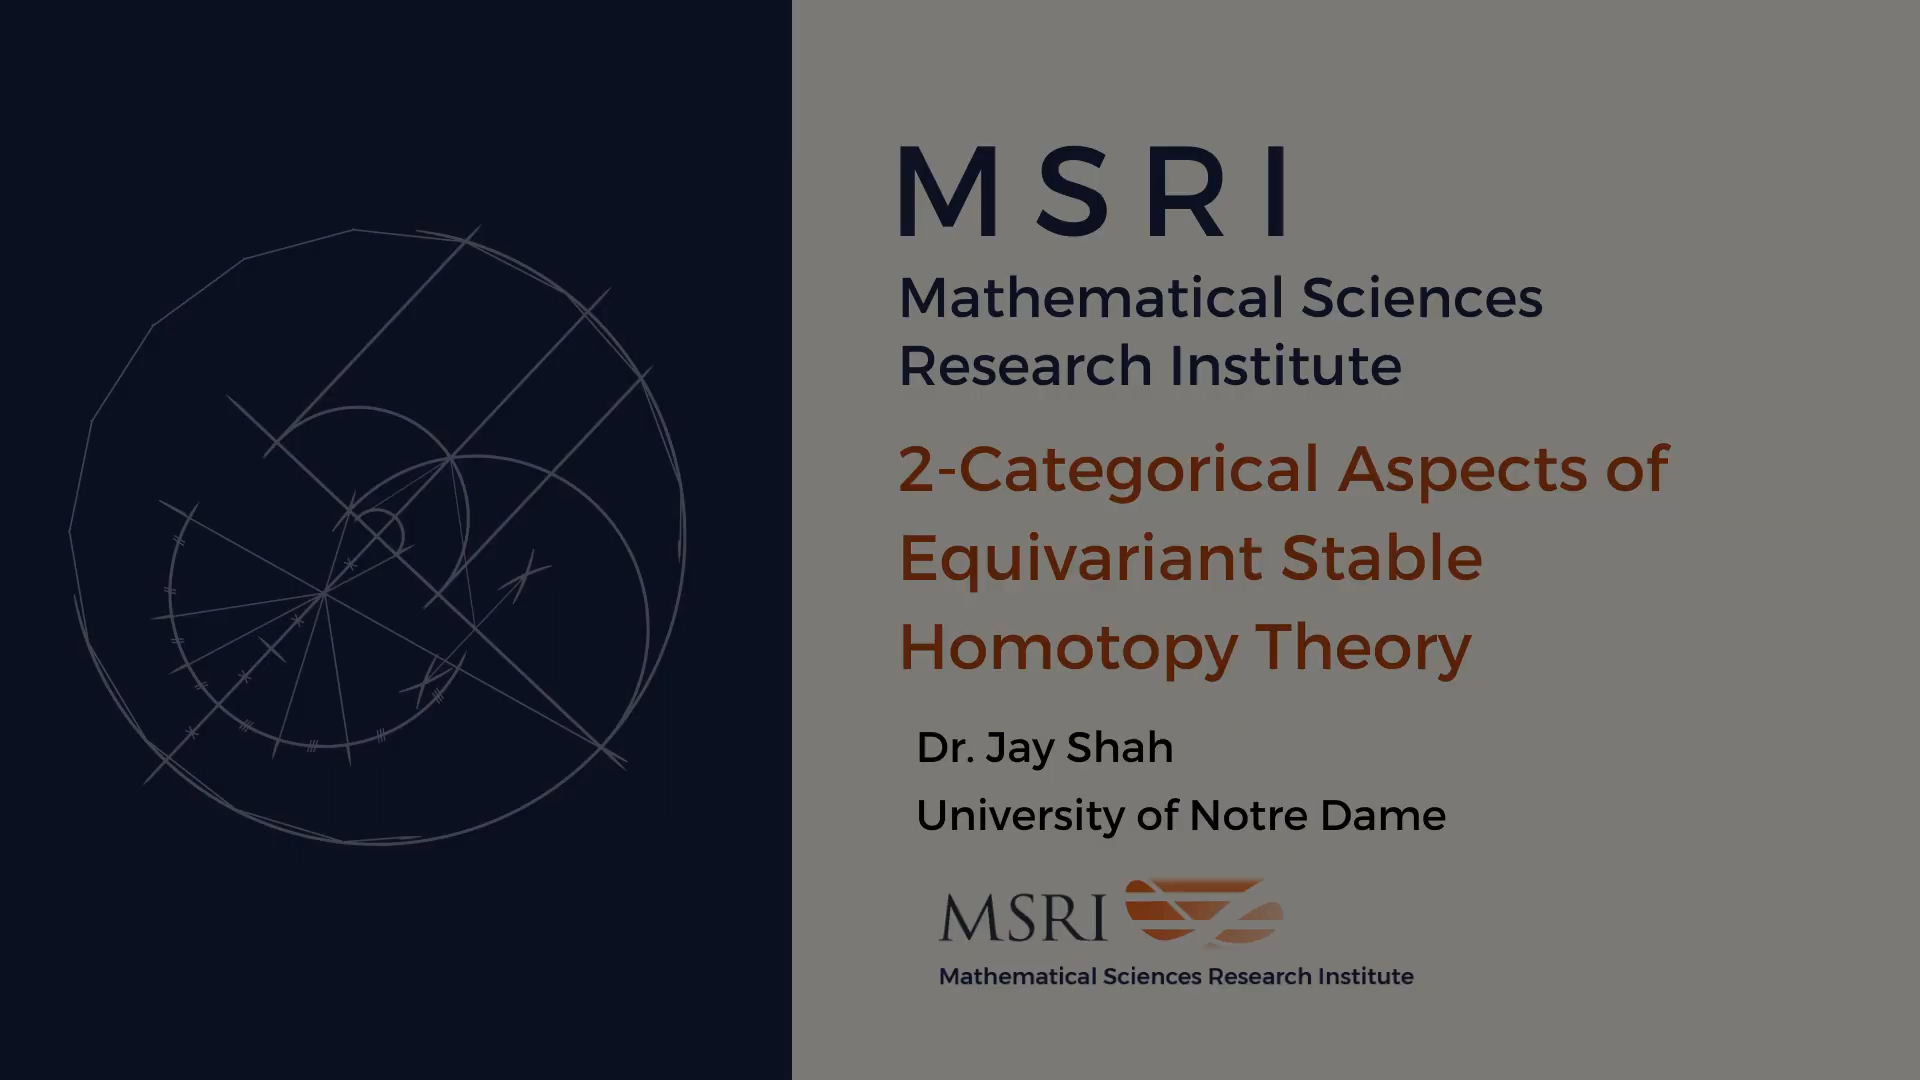 MSRI
Mathematical Sciences
Research Institute
2-Categorical Aspects of
Equivariant Stable
Homotopy Theory
Dr. Jay Shah
University of Notre Dame
MSRI
Mathematical Sciences Research Institute